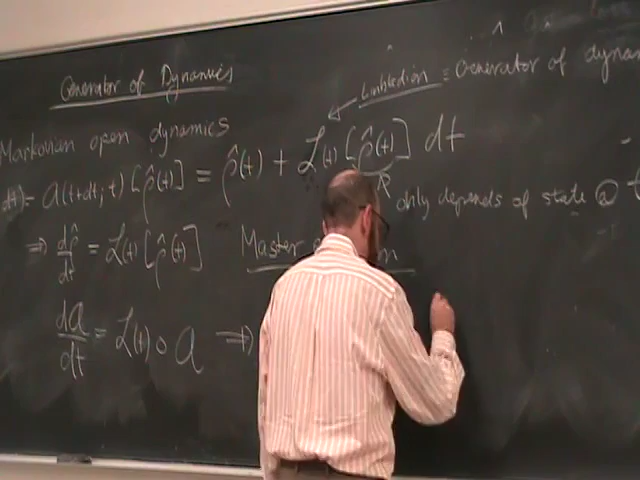 Generator of Dynamics
Lindbladian ≡ Generator of dynam
Markovian open dynamics
dt) = 𝒜(t+dt; t) [ρ̂(t)] = ρ̂(t) + ℒ(t) [ρ̂(t)] dt
only depends of state @ t
⇒ dρ̂/dt = ℒ(t) [ρ̂(t)] Master
d𝒜/dt = ℒ(t) ∘ 𝒜 ⇒